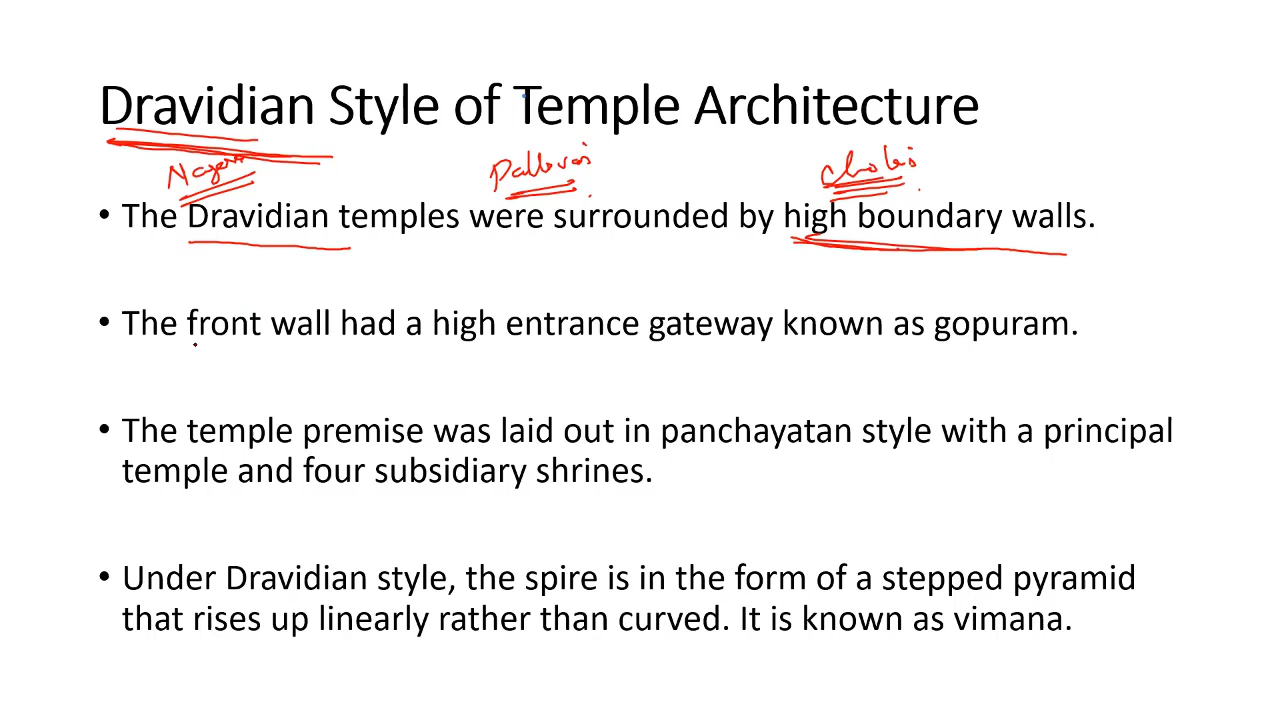 Dravidian Style of Temple Architecture
Nagara Pallavas Cholas
• The Dravidian temples were surrounded by high boundary walls.
• The front wall had a high entrance gateway known as gopuram.
• The temple premise was laid out in panchayatan style with a principal
temple and four subsidiary shrines.
• Under Dravidian style, the spire is in the form of a stepped pyramid
that rises up linearly rather than curved. It is known as vimana.